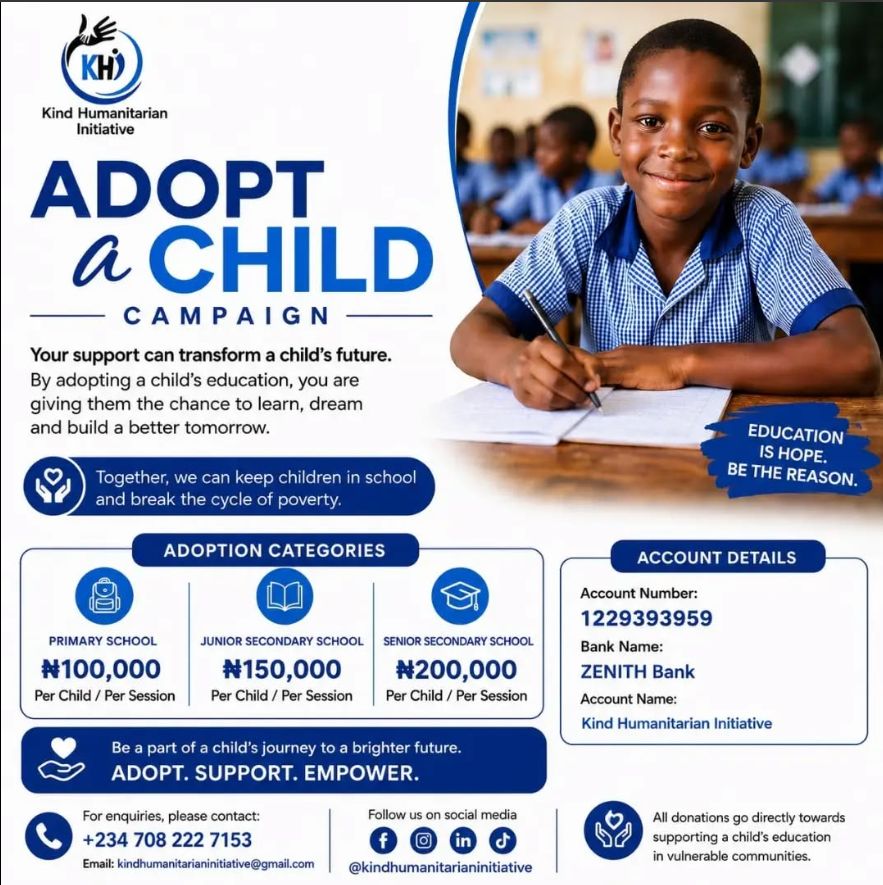 KHI
Kind Humanitarian
Initiative
ADOPT
a CHILD
CAMPAIGN
Your support can transform a child's future.
By adopting a child's education, you are
giving them the chance to learn, dream
and build a better tomorrow.
Together, we can keep children in school
and break the cycle of poverty.
EDUCATION
IS HOPE.
BE THE REASON.
ADOPTION CATEGORIES
PRIMARY SCHOOL
₦100,000
Per Child / Per Session
JUNIOR SECONDARY SCHOOL
₦150,000
Per Child / Per Session
SENIOR SECONDARY SCHOOL
₦200,000
Per Child / Per Session
ACCOUNT DETAILS
Account Number:
1229393959
Bank Name:
ZENITH Bank
Account Name:
Kind Humanitarian Initiative
Be a part of a child's journey to a brighter future.
ADOPT. SUPPORT. EMPOWER.
For enquiries, please contact:
+234 708 222 7153
Email: kindhumanitarianinitiative@gmail.com
Follow us on social media
@kindhumanitarianinitiative
All donations go directly towards
supporting a child's education
in vulnerable communities.